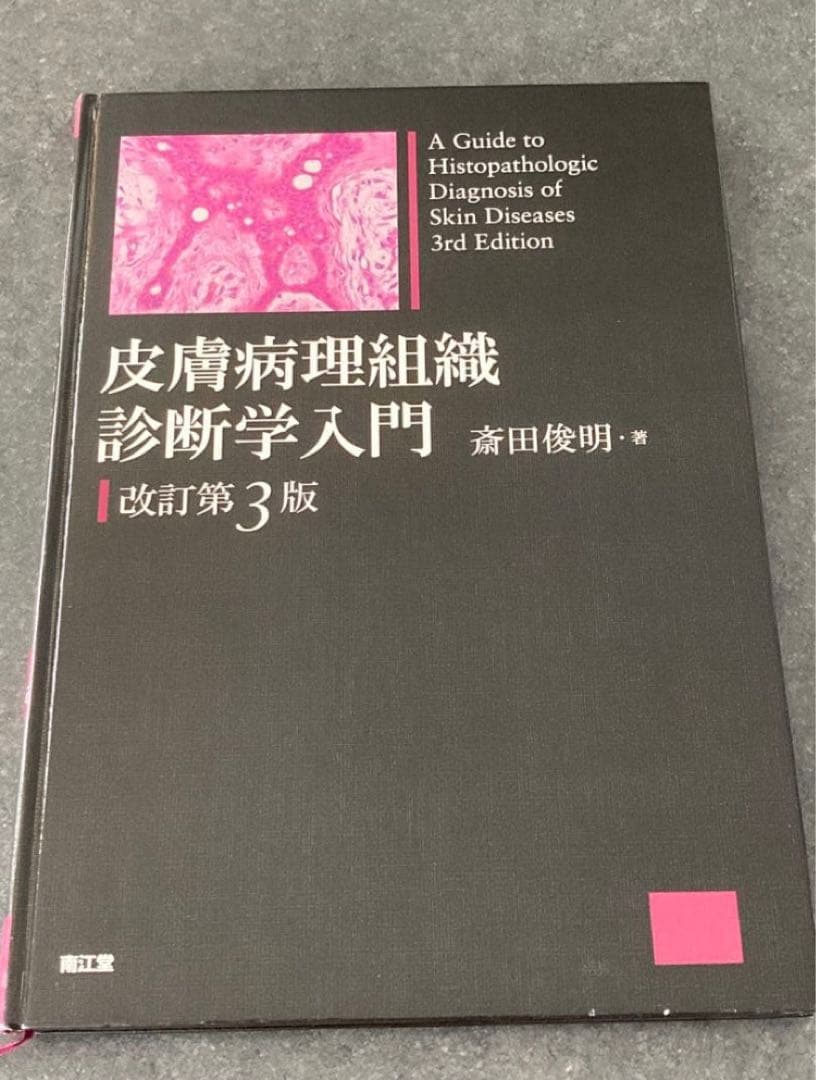 A Guide to
Histopathologic
Diagnosis of
Skin Diseases
3rd Edition
皮膚病理組織
診断学入門 斎田俊明・著
改訂第3版
南江堂